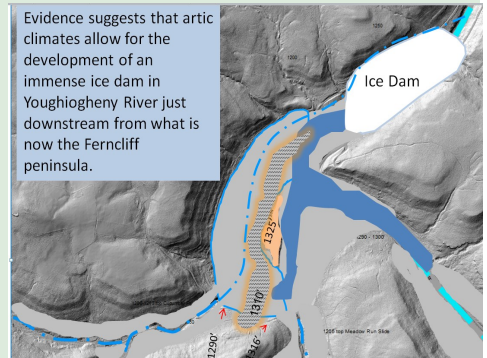 Evidence suggests that artic
climates allow for the
development of an
immense ice dam in
Youghiogheny River just
downstream from what is
now the Ferncliff
peninsula.
Ice Dam
1325'
1310'
1290'
1316'
1250 - 1300
1200 top Meadow Run Slide